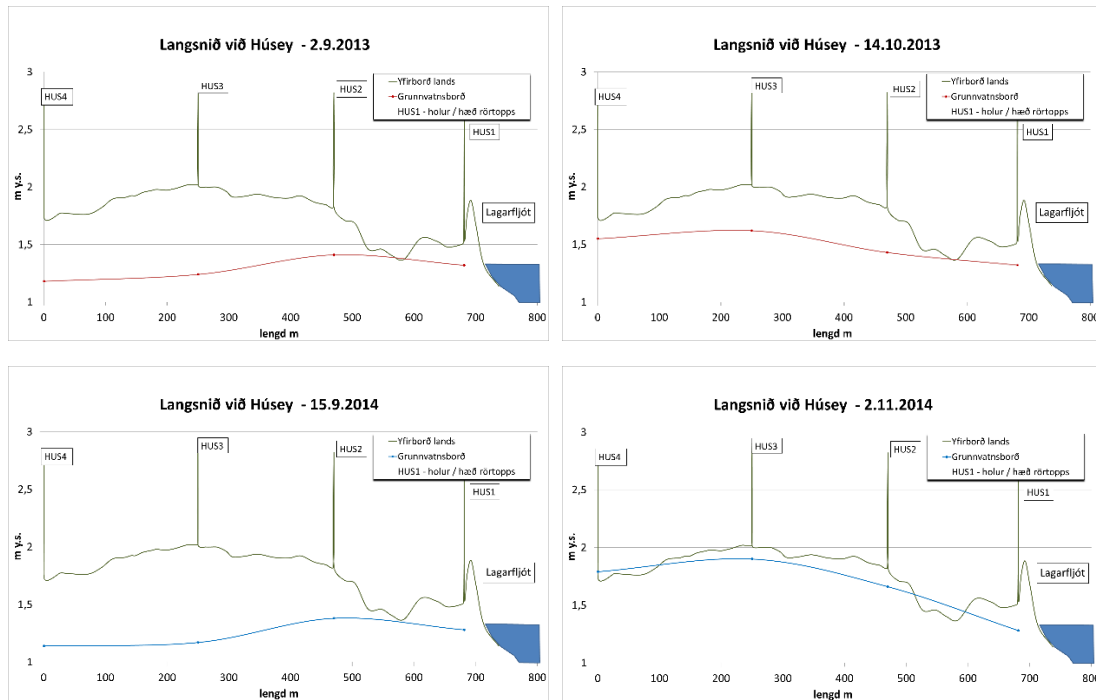 Langsnið við Húsey - 2.9.2013
3
2,5
2
1,5
1
m y.s.
HUS4
HUS3
HUS2
HUS1
Yfirborð lands
Grunnvatnsborð
HUS1 - holur / hæð rörtopps
Lagarfljót
0 100 200 300 400 500 600 700 800
lengd m
Langsnið við Húsey - 14.10.2013
3
2,5
2
1,5
1
m y.s.
HUS4
HUS3
HUS2
HUS1
Yfirborð lands
Grunnvatnsborð
HUS1 - holur / hæð rörtopps
Lagarfljót
0 100 200 300 400 500 600 700 800
lengd m
Langsnið við Húsey - 15.9.2014
3
2,5
2
1,5
1
m y.s.
HUS4
HUS3
HUS2
HUS1
Yfirborð lands
Grunnvatnsborð
HUS1 - holur / hæð rörtopps
Lagarfljót
0 100 200 300 400 500 600 700 800
lengd m
Langsnið við Húsey - 2.11.2014
3
2,5
2
1,5
1
m y.s.
HUS4
HUS3
HUS2
HUS1
Yfirborð lands
Grunnvatnsborð
HUS1 - holur / hæð rörtopps
Lagarfljót
0 100 200 300 400 500 600 700 800
lengd m